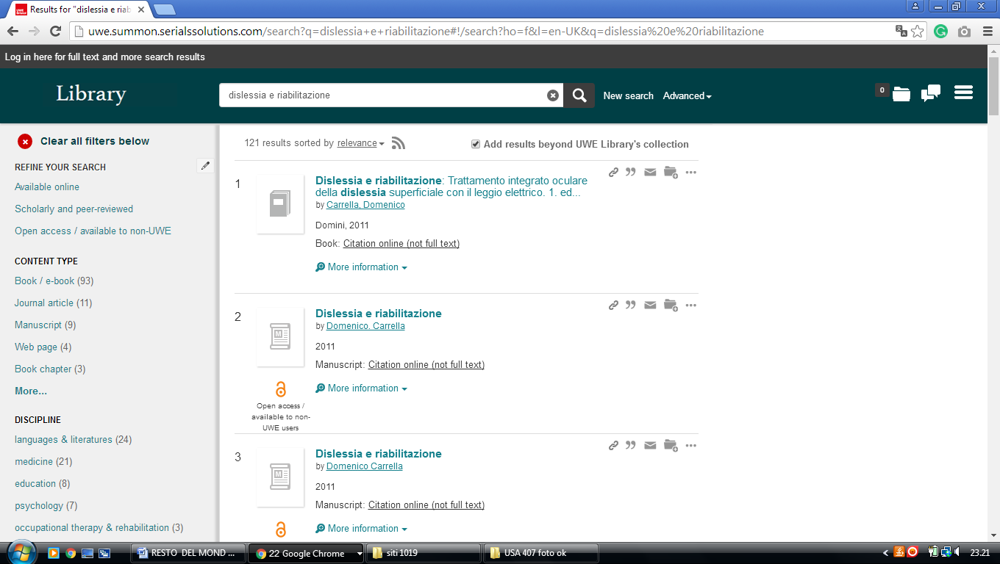 Results for "dislessia e riab
uwe.summon.serialssolutions.com/search?q=dislessia+e+riabilitazione#!/search?ho=f&l=en-UK&q=dislessia%20e%20riabilitazione
Log in here for full text and more search results
Library
dislessia e riabilitazione
New search
Advanced
0
Clear all filters below
REFINE YOUR SEARCH
Available online
Scholarly and peer-reviewed
Open access / available to non-UWE
CONTENT TYPE
Book / e-book (93)
Journal article (11)
Manuscript (9)
Web page (4)
Book chapter (3)
More...
DISCIPLINE
languages & literatures (24)
medicine (21)
education (8)
psychology (7)
occupational therapy & rehabilitation (3)
121 results sorted by relevance
Add results beyond UWE Library's collection
1
Dislessia e riabilitazione: Trattamento integrato oculare
della dislessia superficiale con il leggio elettrico. 1. ed...
by Carrella, Domenico
Domini, 2011
Book: Citation online (not full text)
More information
2
Dislessia e riabilitazione
by Domenico. Carrella
2011
Manuscript: Citation online (not full text)
More information
Open access /
available to non-
UWE users
3
Dislessia e riabilitazione
by Domenico Carrella
2011
Manuscript: Citation online (not full text)
More information
RESTO DEL MOND ...
22 Google Chrome
siti 1019
USA 407 foto ok
23.21